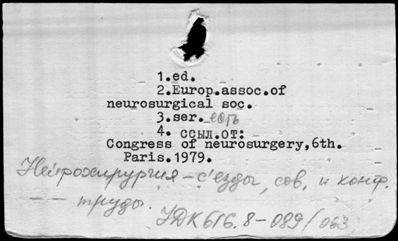 1.ed.
2.Europ.assoc.of
neurosurgical soc.
3.ser. есть
4. ссыл.от:
Congress of neurosurgery,6th.
Paris.1979.
Нейрохирургия – съезды, сов. и конф.
– труды.
УДК 616.8-089/063